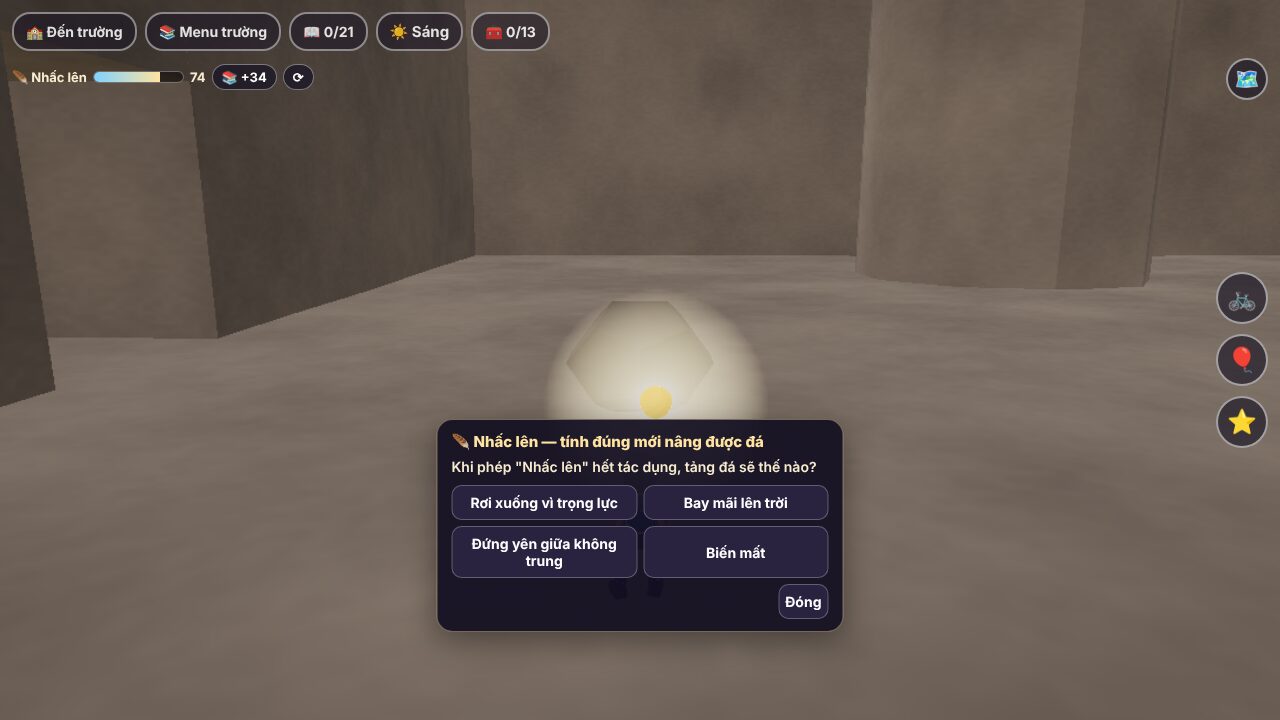 Đến trường
Menu trường
0/21
Sáng
0/13
Nhấc lên
74
+34
Nhấc lên — tính đúng mới nâng được đá
Khi phép "Nhấc lên" hết tác dụng, tảng đá sẽ thế nào?
Rơi xuống vì trọng lực
Bay mãi lên trời
Đứng yên giữa không
trung
Biến mất
Đóng